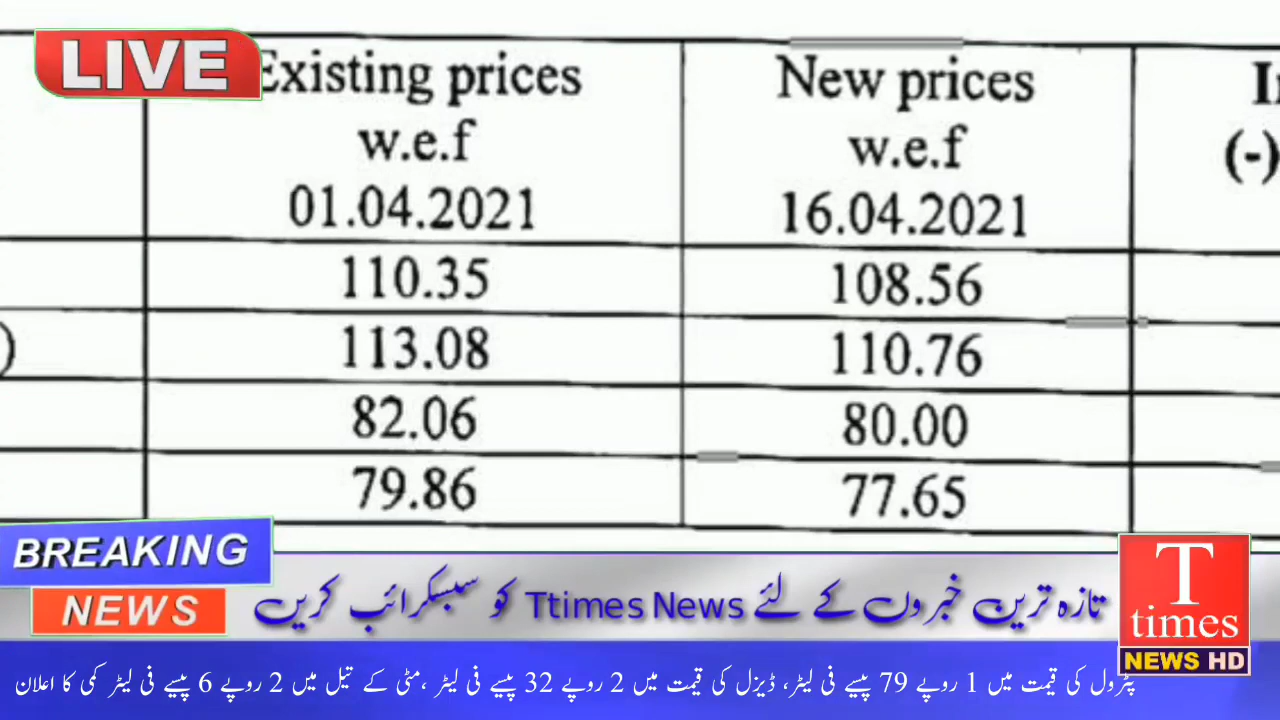 LIVE
Existing prices
w.e.f
01.04.2021
New prices
w.e.f
16.04.2021
(-)
110.35 108.56
) 113.08 110.76
82.06 80.00
79.86 77.65
BREAKING
NEWS
تازہ ترین خبروں کے لئے Ttimes News کو سبسکرائب کریں
T
times
NEWS HD
پٹرول کی قیمت میں 1 روپے 79 پیسے فی لیٹر، ڈیزل کی قیمت میں 2 روپے 32 پیسے فی لیٹر ،مٹی کے تیل میں 2 روپے 6 پیسے فی لیٹر کمی کا اعلان